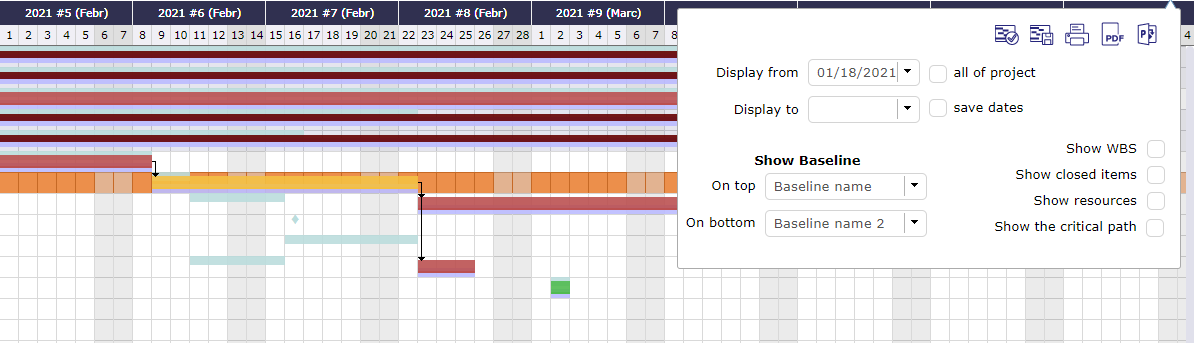 2021 #5 (Febr) 2021 #6 (Febr) 2021 #7 (Febr) 2021 #8 (Febr) 2021 #9 (Marc)
1 2 3 4 5 6 7 8 9 10 11 12 13 14 15 16 17 18 19 20 21 22 23 24 25 26 27 28 1 2 3 4 5 6 7 8 4
PDF
Display from 01/18/2021 all of project
Display to save dates
Show WBS
Show Baseline
Show closed items
On top Baseline name
Show resources
On bottom Baseline name 2
Show the critical path